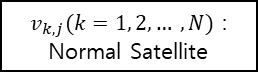 v_{k,j}(k = 1,2, … , N) :
Normal Satellite